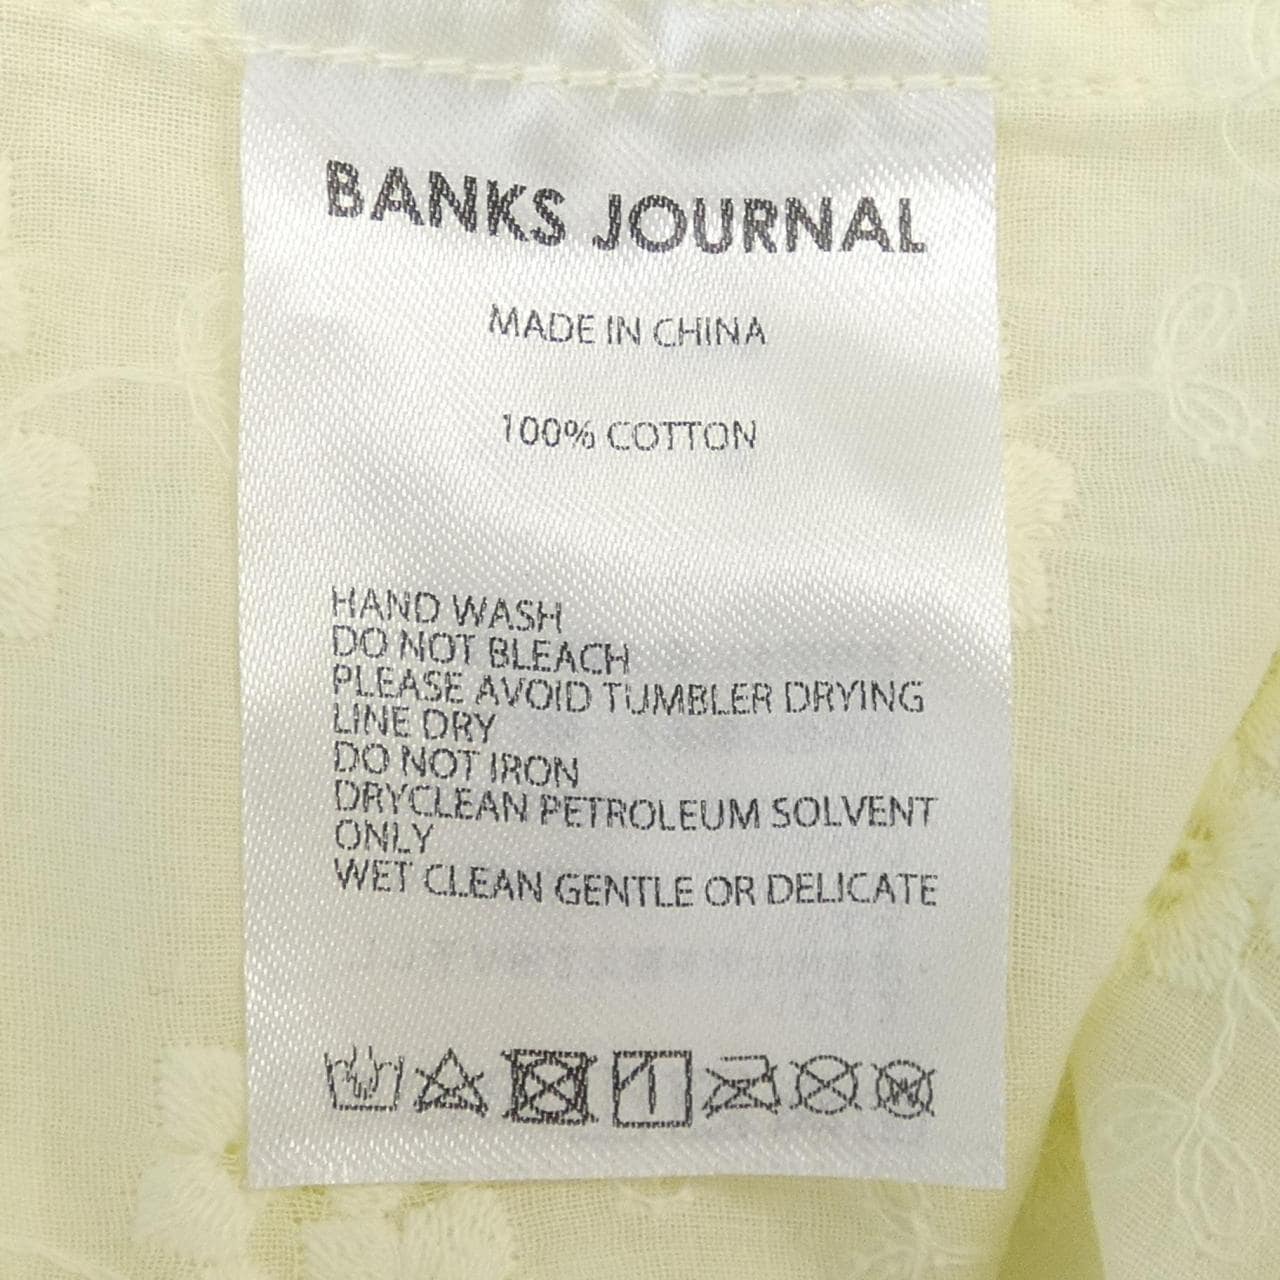 BANKS JOURNAL
MADE IN CHINA
100% COTTON
HAND WASH
DO NOT BLEACH
PLEASE AVOID TUMBLER DRYING
LINE DRY
DO NOT IRON
DRYCLEAN PETROLEUM SOLVENT
ONLY
WET CLEAN GENTLE OR DELICATE
W